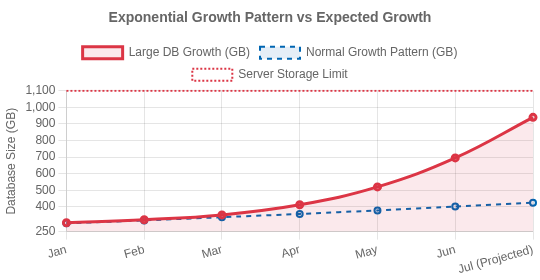 Exponential Growth Pattern vs Expected Growth
Large DB Growth (GB) Normal Growth Pattern (GB)
Server Storage Limit
Database Size (GB)
1,100
1,000
900
800
700
600
500
400
250
Jan Feb Mar Apr May Jun Jul (Projected)